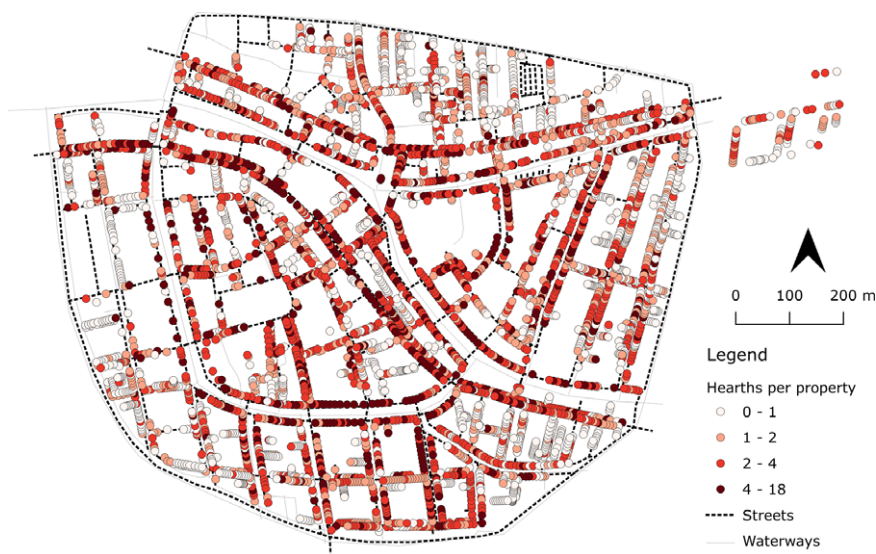 0 100 200 m
Legend
Hearths per property
0 - 1
1 - 2
2 - 4
4 - 18
Streets
Waterways